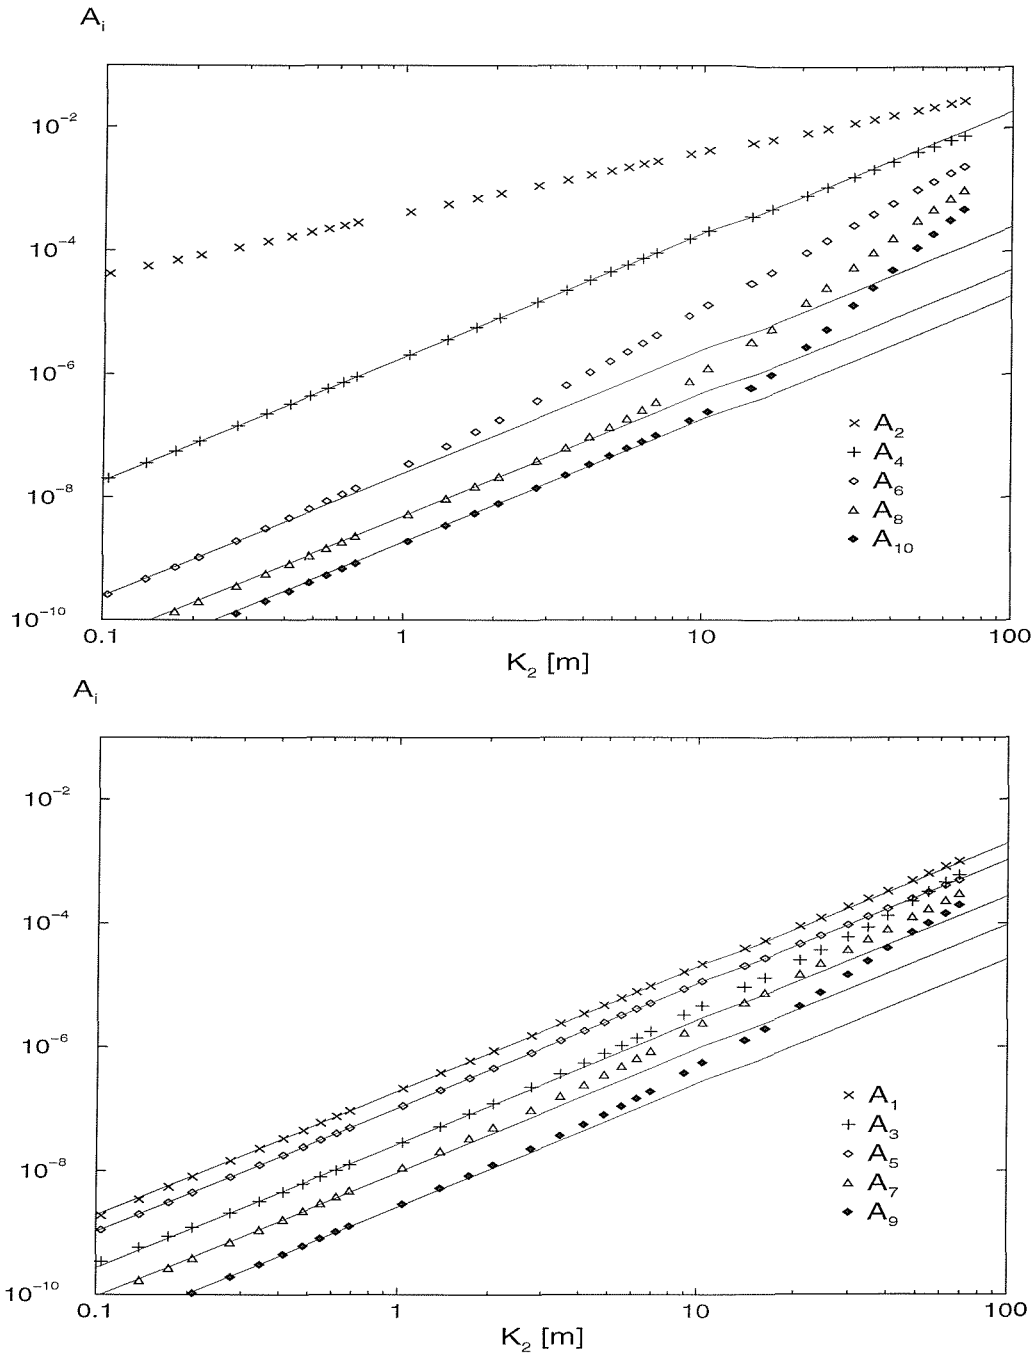 A_i
10^-2
10^-4
10^-6
10^-8
10^-10
× A_2
+ A_4
◇ A_6
△ A_8
◆ A_10
0.1 1 10 100
K_2 [m]
A_i
10^-2
10^-4
10^-6
10^-8
10^-10
× A_1
+ A_3
◇ A_5
△ A_7
◆ A_9
0.1 1 10 100
K_2 [m]